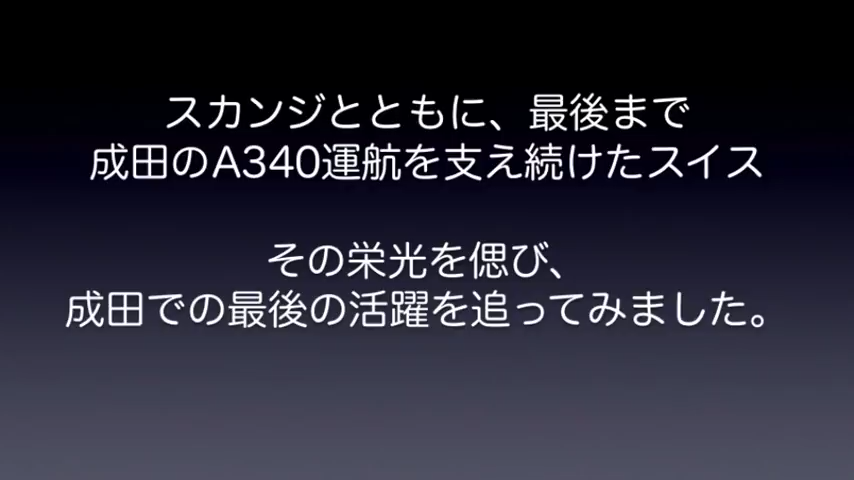 スカンジとともに、最後まで
成田のA340運航を支え続けたスイス
その栄光を偲び、
成田での最後の活躍を追ってみました。